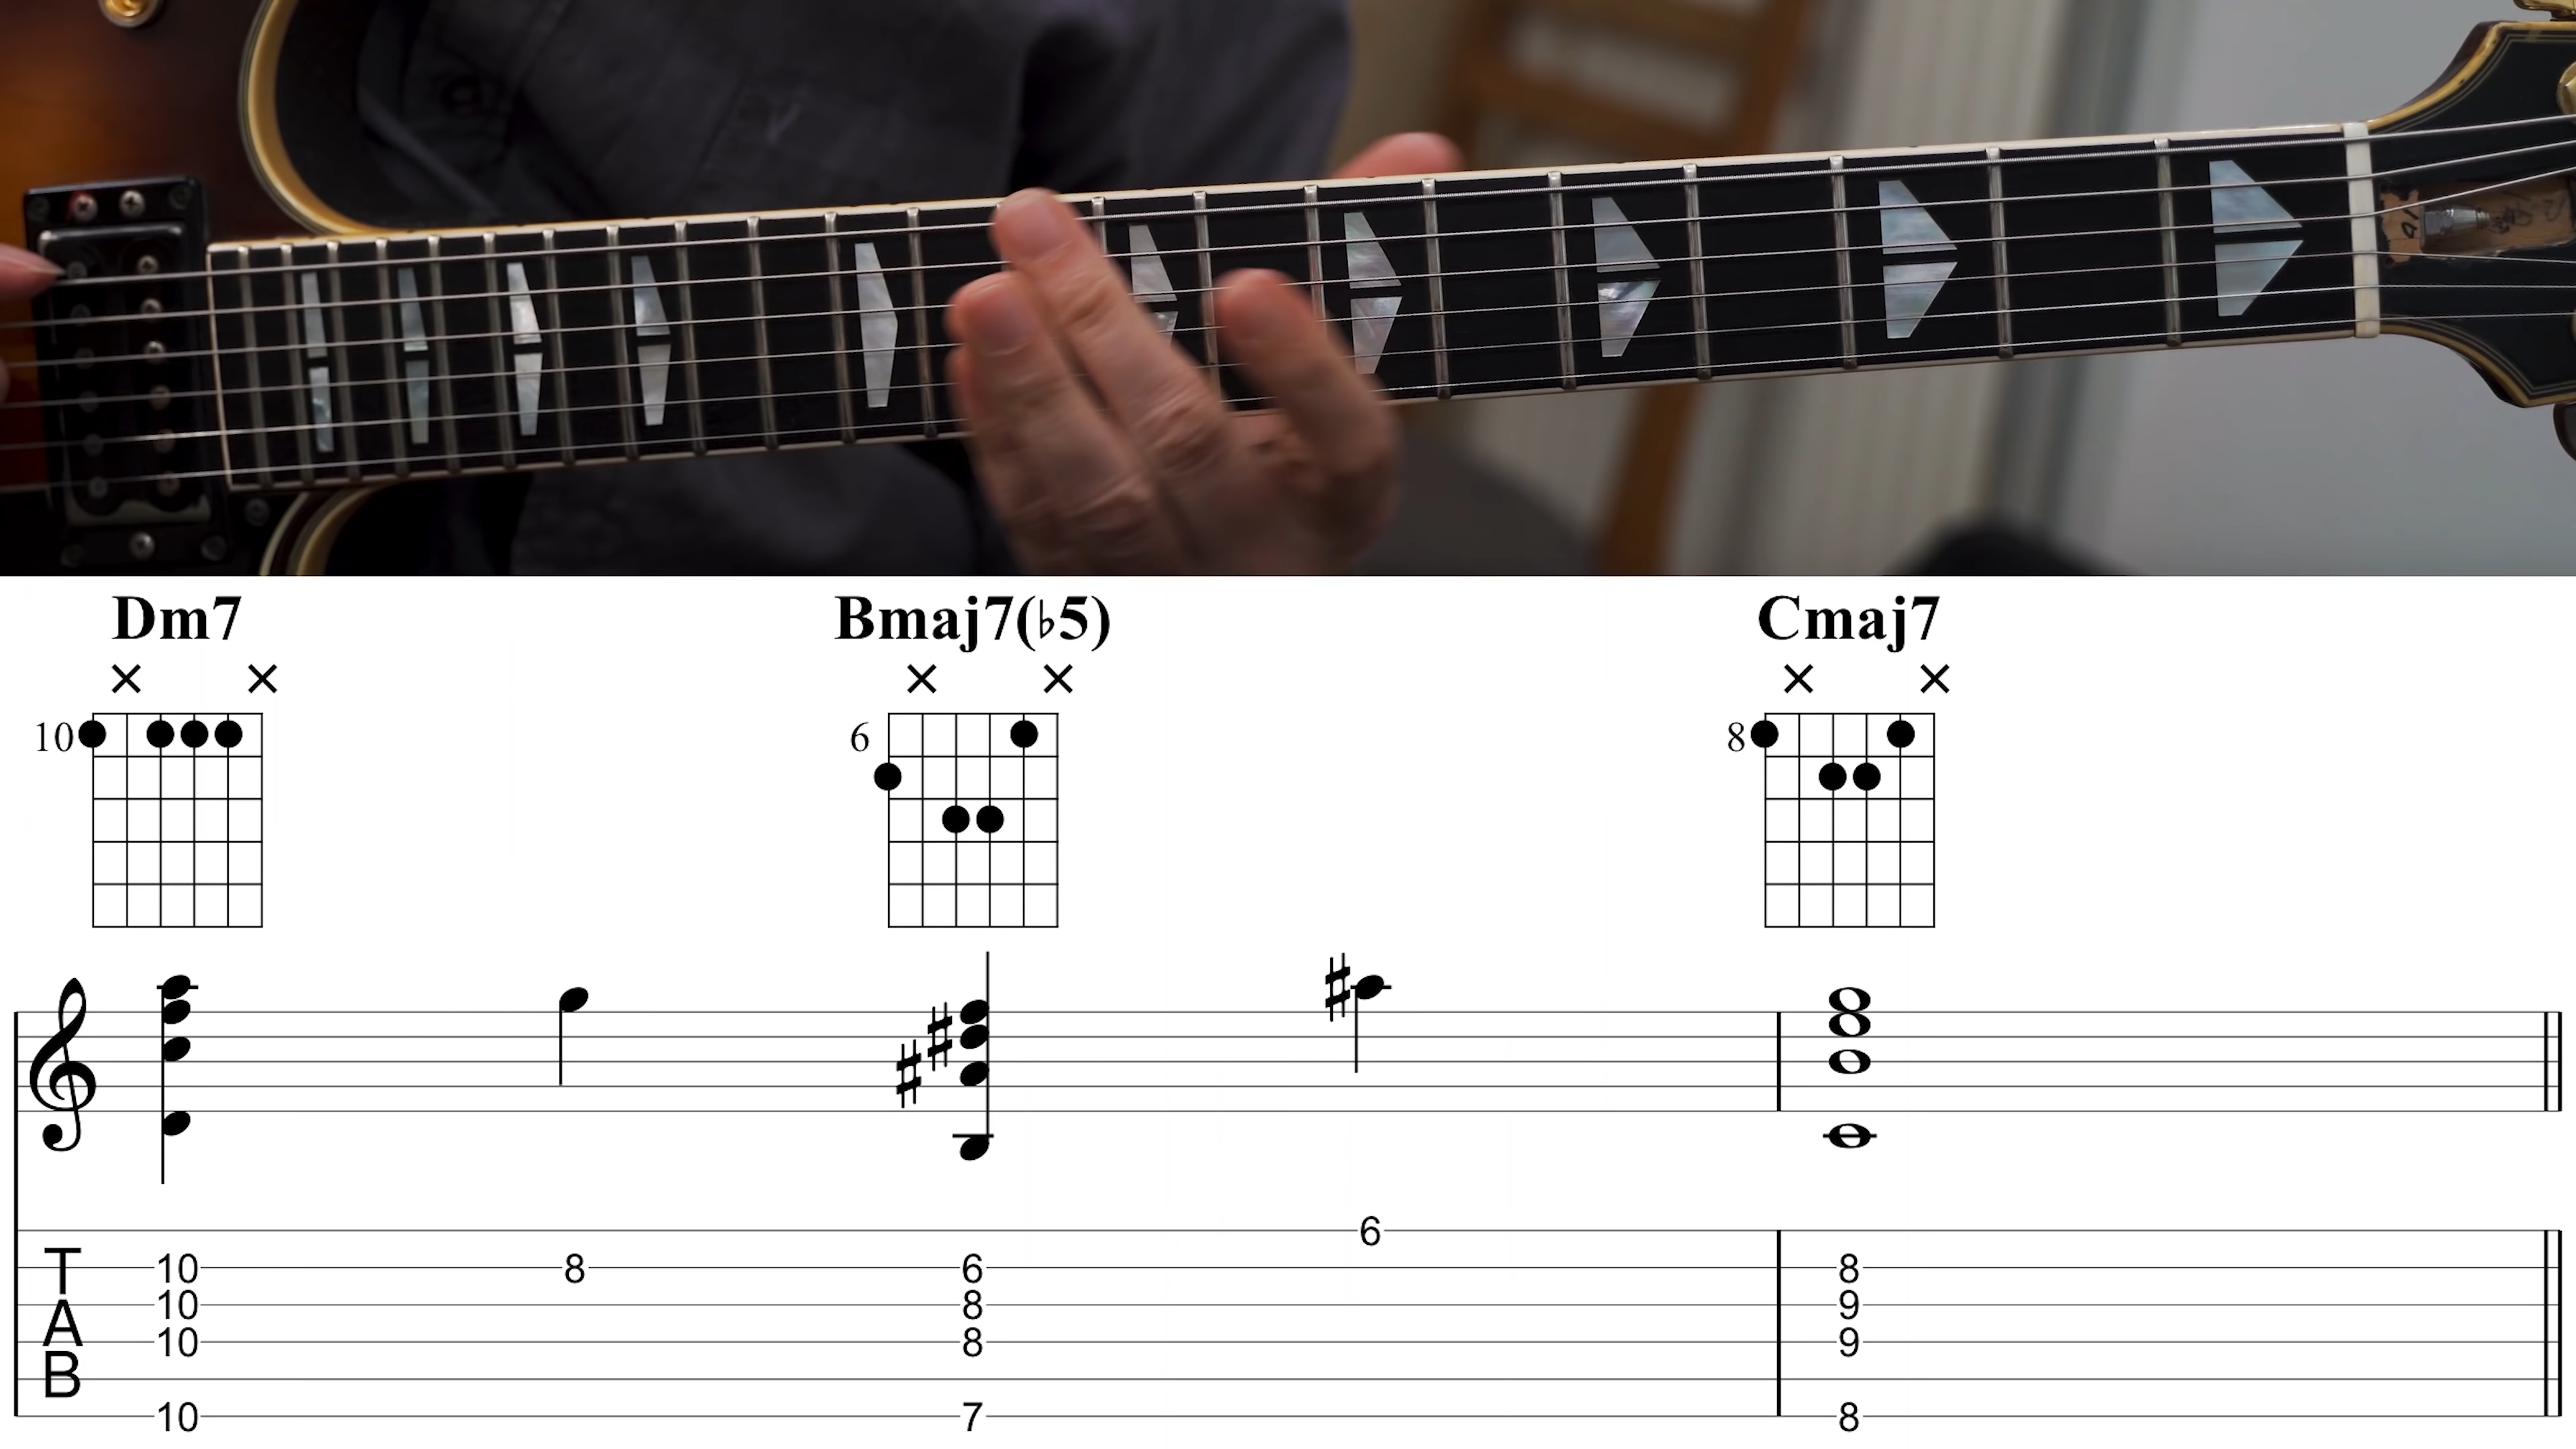 Dm7 Bmaj7(♭5) Cmaj7
× × × × × ×
10 6 8
6
T 10 8 6 8
A 10 8 9
10 8 9
B
10 7 8